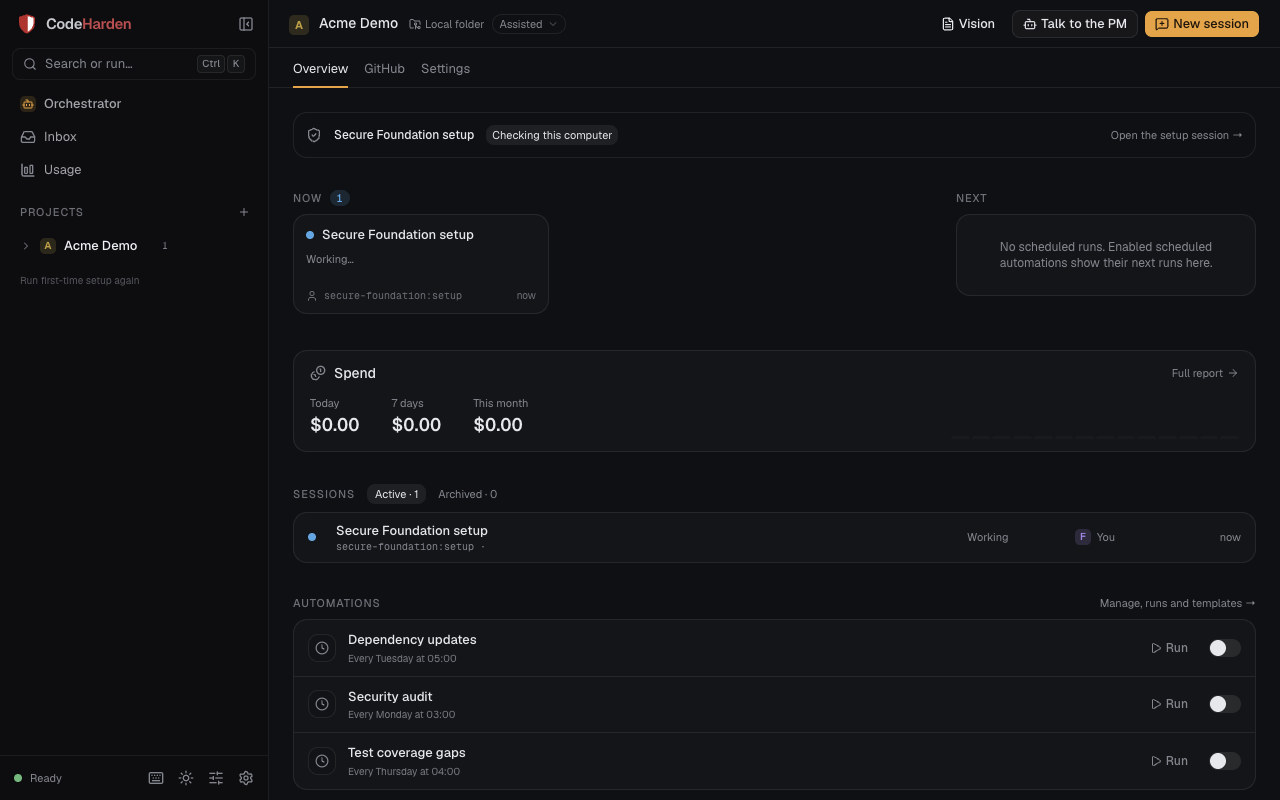 CodeHarden
Search or run... Ctrl K
Orchestrator
Inbox
Usage
PROJECTS
A Acme Demo 1
Run first-time setup again
Ready
A Acme Demo Local folder Assisted
Vision
Talk to the PM
New session
Overview GitHub Settings
Secure Foundation setup Checking this computer
Open the setup session →
NOW 1
Secure Foundation setup
Working...
secure-foundation:setup now
NEXT
No scheduled runs. Enabled scheduled
automations show their next runs here.
Spend
Full report →
Today 7 days This month
$0.00 $0.00 $0.00
SESSIONS Active · 1 Archived · 0
Secure Foundation setup
secure-foundation:setup ·
Working F You now
AUTOMATIONS
Manage, runs and templates →
Dependency updates
Every Tuesday at 05:00
Run
Security audit
Every Monday at 03:00
Run
Test coverage gaps
Every Thursday at 04:00
Run